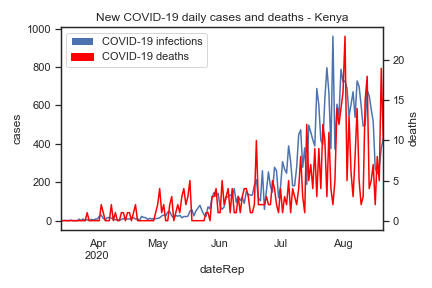 New COVID-19 daily cases and deaths - Kenya
COVID-19 infections
COVID-19 deaths
1000
800
600
400
200
0
cases
20
15
10
5
0
deaths
Apr
2020
May
Jun
Jul
Aug
dateRep